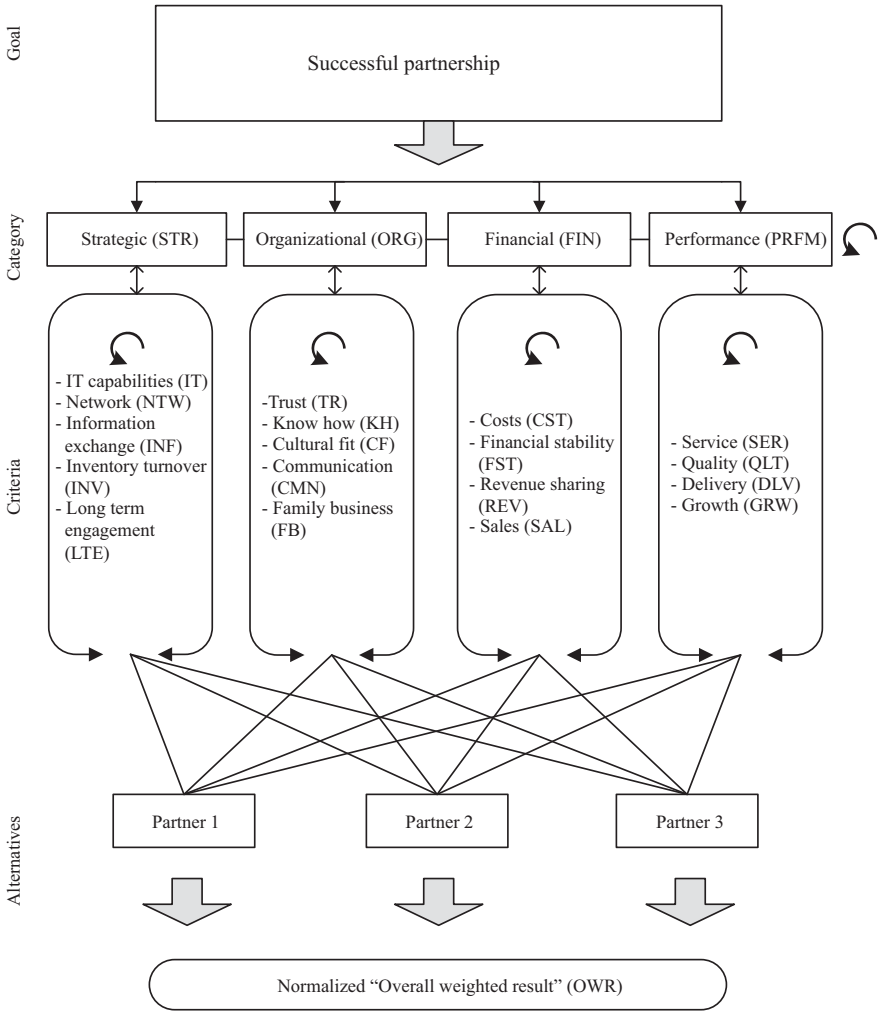 Goal
Successful partnership
Category
Strategic (STR)
Organizational (ORG)
Financial (FIN)
Performance (PRFM)
Criteria
- IT capabilities (IT)
- Network (NTW)
- Information
exchange (INF)
- Inventory turnover
(INV)
- Long term
engagement
(LTE)
-Trust (TR)
- Know how (KH)
- Cultural fit (CF)
- Communication
(CMN)
- Family business
(FB)
- Costs (CST)
- Financial stability
(FST)
- Revenue sharing
(REV)
- Sales (SAL)
- Service (SER)
- Quality (QLT)
- Delivery (DLV)
- Growth (GRW)
Alternatives
Partner 1
Partner 2
Partner 3
Normalized “Overall weighted result” (OWR)